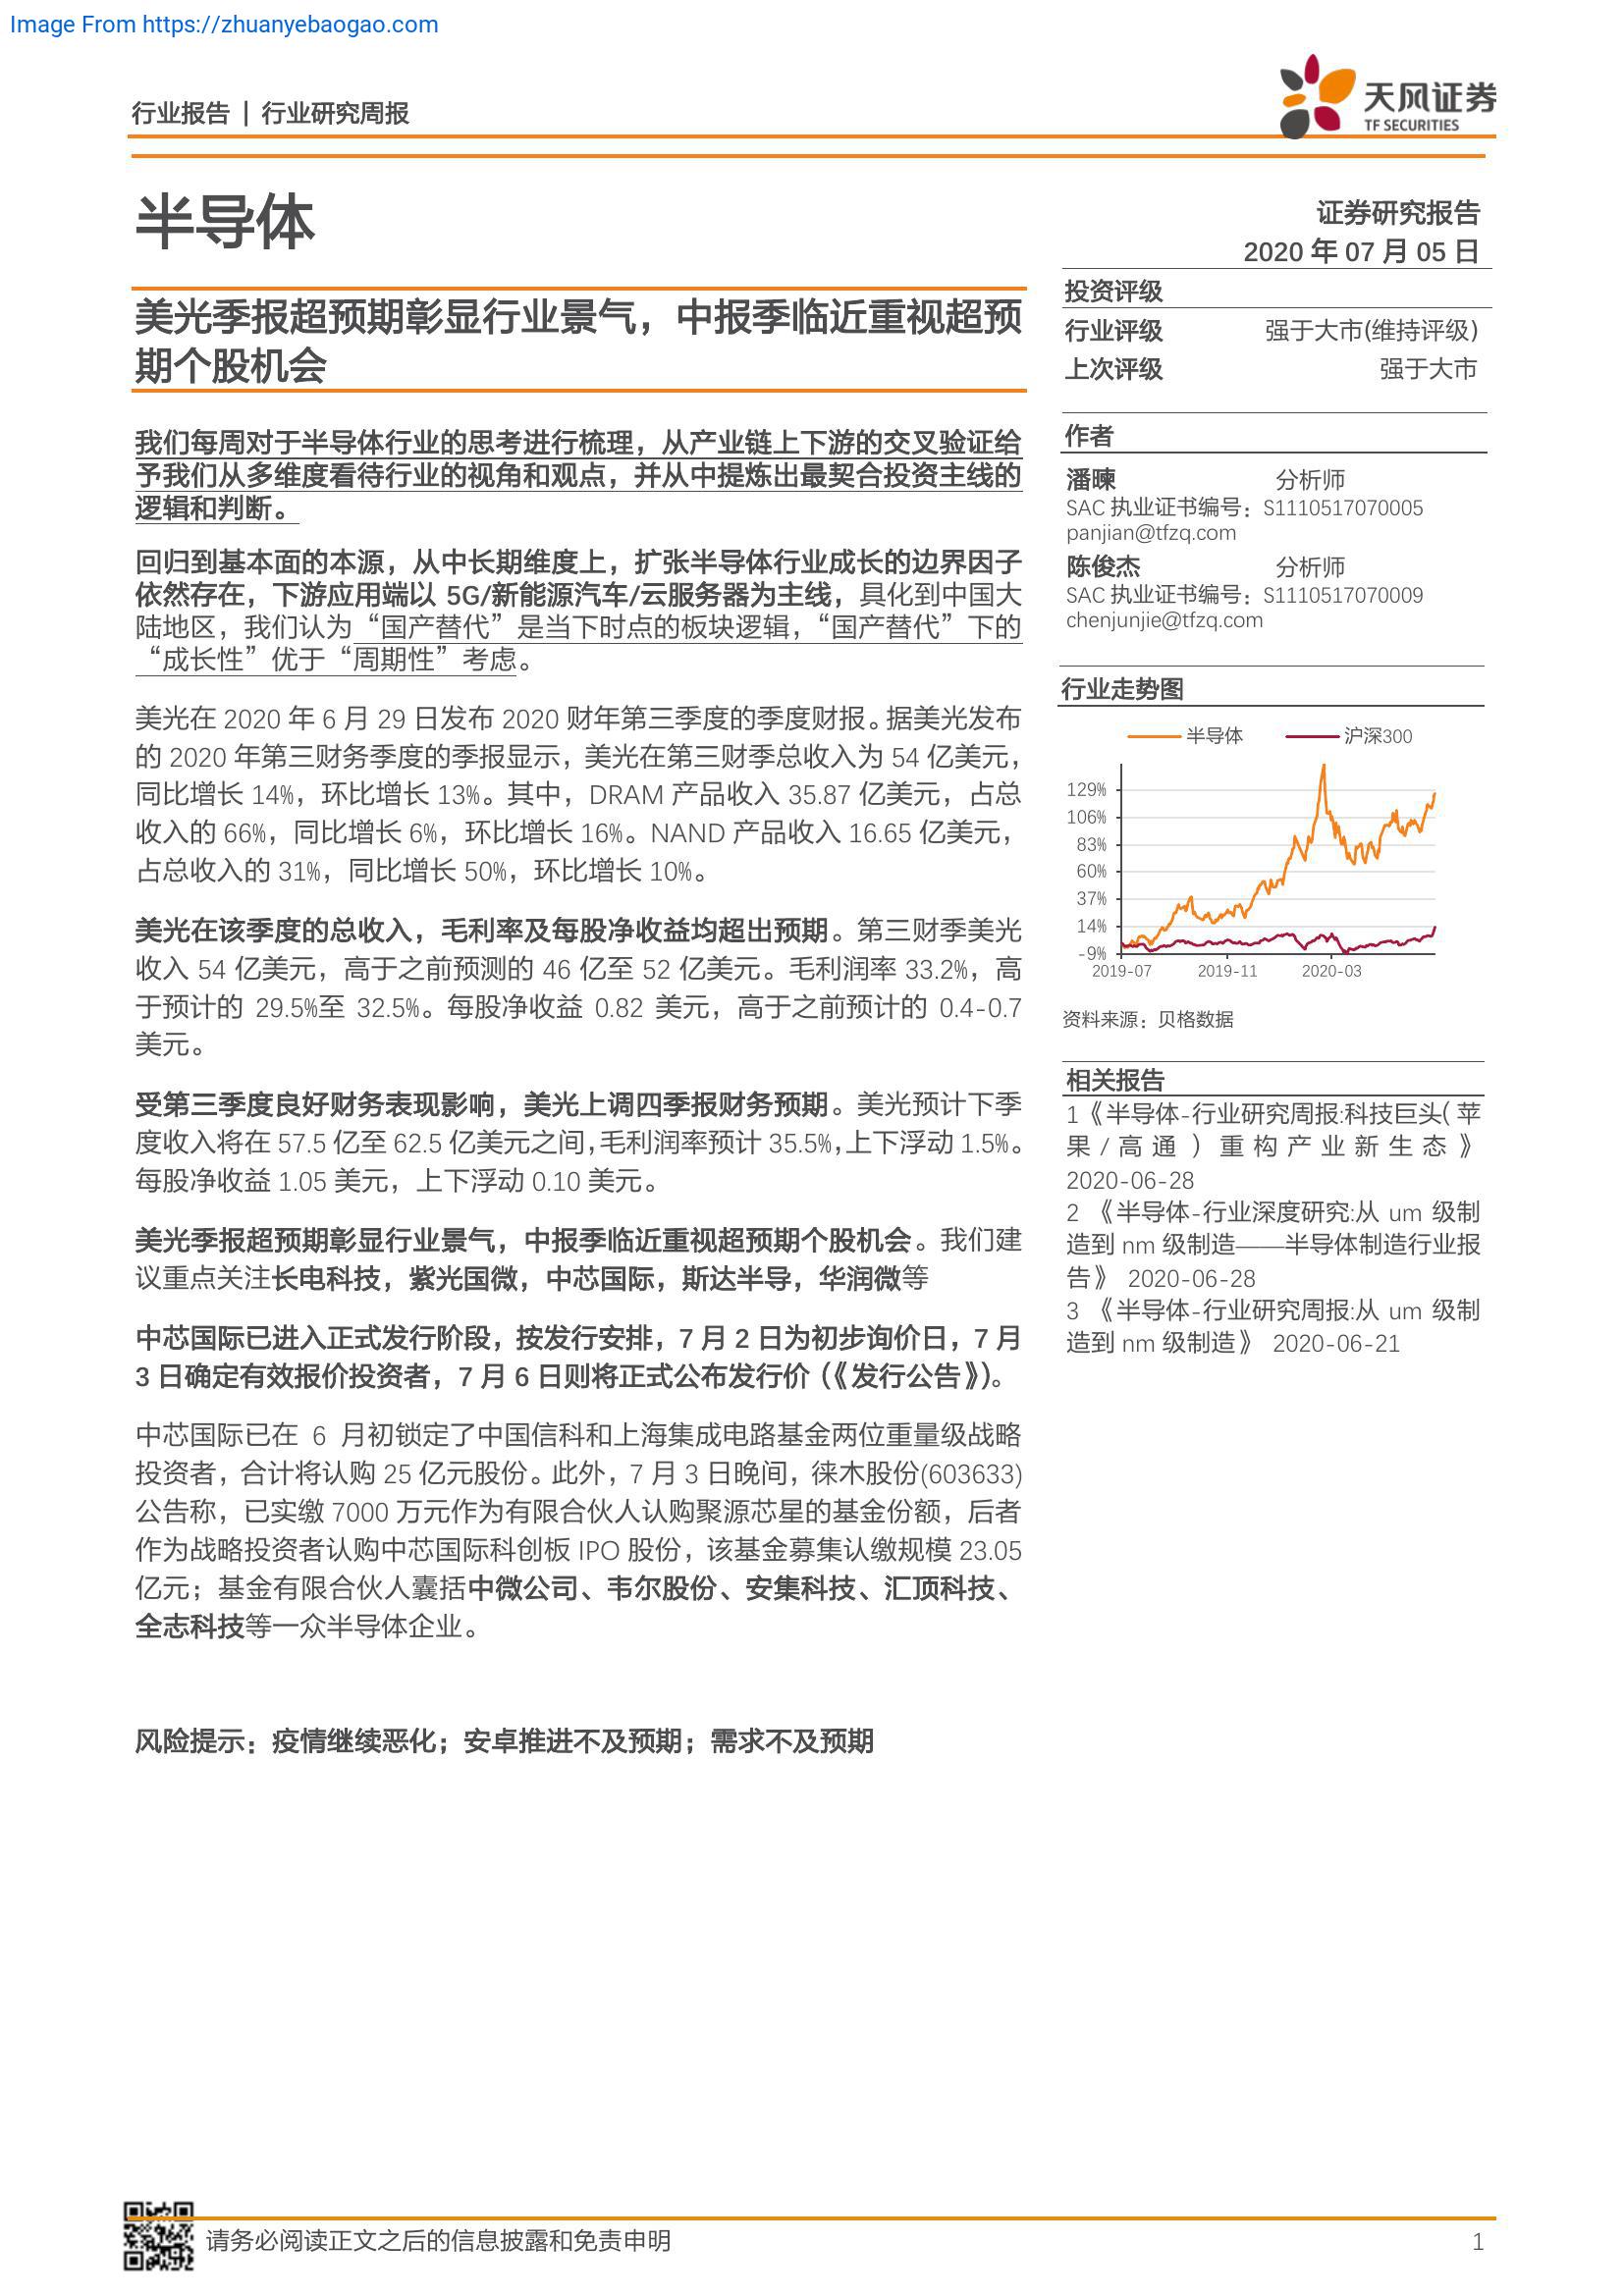 Image From https://zhuanyebaogao.com
行业报告 | 行业研究周报
天风证券
TF SECURITIES
半导体
证券研究报告
2020 年 07 月 05 日
美光季报超预期彰显行业景气，中报季临近重视超预
期个股机会
我们每周对于半导体行业的思考进行梳理，从产业链上下游的交叉验证给
予我们从多维度看待行业的视角和观点，并从中提炼出最契合投资主线的
逻辑和判断。
回归到基本面的本源，从中长期维度上，扩张半导体行业成长的边界因子
依然存在，下游应用端以 5G/新能源汽车/云服务器为主线，具化到中国大
陆地区，我们认为“国产替代”是当下时点的板块逻辑，“国产替代”下的
“成长性”优于“周期性”考虑。
美光在 2020 年 6 月 29 日发布 2020 财年第三季度的季度财报。据美光发布
的 2020 年第三财务季度的季报显示，美光在第三财季总收入为 54 亿美元，
同比增长 14%，环比增长 13%。其中，DRAM 产品收入 35.87 亿美元，占总
收入的 66%，同比增长 6%，环比增长 16%。NAND 产品收入 16.65 亿美元，
占总收入的 31%，同比增长 50%，环比增长 10%。
美光在该季度的总收入，毛利率及每股净收益均超出预期。第三财季美光
收入 54 亿美元，高于之前预测的 46 亿至 52 亿美元。毛利润率 33.2%，高
于预计的 29.5%至 32.5%。每股净收益 0.82 美元，高于之前预计的 0.4-0.7
美元。
受第三季度良好财务表现影响，美光上调四季报财务预期。美光预计下季
度收入将在 57.5 亿至 62.5 亿美元之间，毛利润率预计 35.5%，上下浮动 1.5%。
每股净收益 1.05 美元，上下浮动 0.10 美元。
美光季报超预期彰显行业景气，中报季临近重视超预期个股机会。我们建
议重点关注长电科技，紫光国微，中芯国际，斯达半导，华润微等
中芯国际已进入正式发行阶段，按发行安排，7 月 2 日为初步询价日，7 月
3 日确定有效报价投资者，7 月 6 日则将正式公布发行价（《发行公告》）。
中芯国际已在 6 月初锁定了中国信科和上海集成电路基金两位重量级战略
投资者，合计将认购 25 亿元股份。此外，7 月 3 日晚间，徕木股份(603633)
公告称，已实缴 7000 万元作为有限合伙人认购聚源芯星的基金份额，后者
作为战略投资者认购中芯国际科创板 IPO 股份，该基金募集认缴规模 23.05
亿元；基金有限合伙人囊括中微公司、韦尔股份、安集科技、汇顶科技、
全志科技等一众半导体企业。
风险提示：疫情继续恶化；安卓推进不及预期；需求不及预期
投资评级
行业评级 强于大市(维持评级)
上次评级 强于大市
作者
潘暕 分析师
SAC 执业证书编号：S1110517070005
panjian@tfzq.com
陈俊杰 分析师
SAC 执业证书编号：S1110517070009
chenjunjie@tfzq.com
行业走势图
半导体 沪深300
129%
106%
83%
60%
37%
14%
-9%
2019-07 2019-11 2020-03
资料来源：贝格数据
相关报告
1《半导体-行业研究周报:科技巨头( 苹
果/高通）重构产业新生态》
2020-06-28
2 《半导体-行业深度研究:从 um 级制
造到 nm 级制造——半导体制造行业报
告》 2020-06-28
3 《半导体-行业研究周报:从 um 级制
造到 nm 级制造》 2020-06-21
请务必阅读正文之后的信息披露和免责申明 1